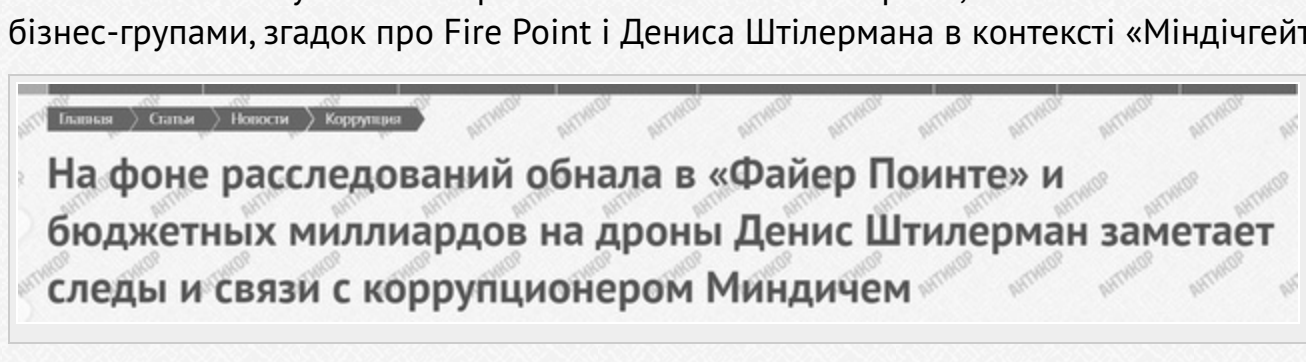 бізнес-групами, згадок про Fire Point і Дениса Штілермана в контексті «Міндічгейт
Главная Статьи Новости Коррупция
На фоне расследований обнала в «Файер Поинте» и
бюджетных миллиардов на дроны Денис Штилерман заметает
следы и связи с коррупционером Миндичем
АНТИКОР